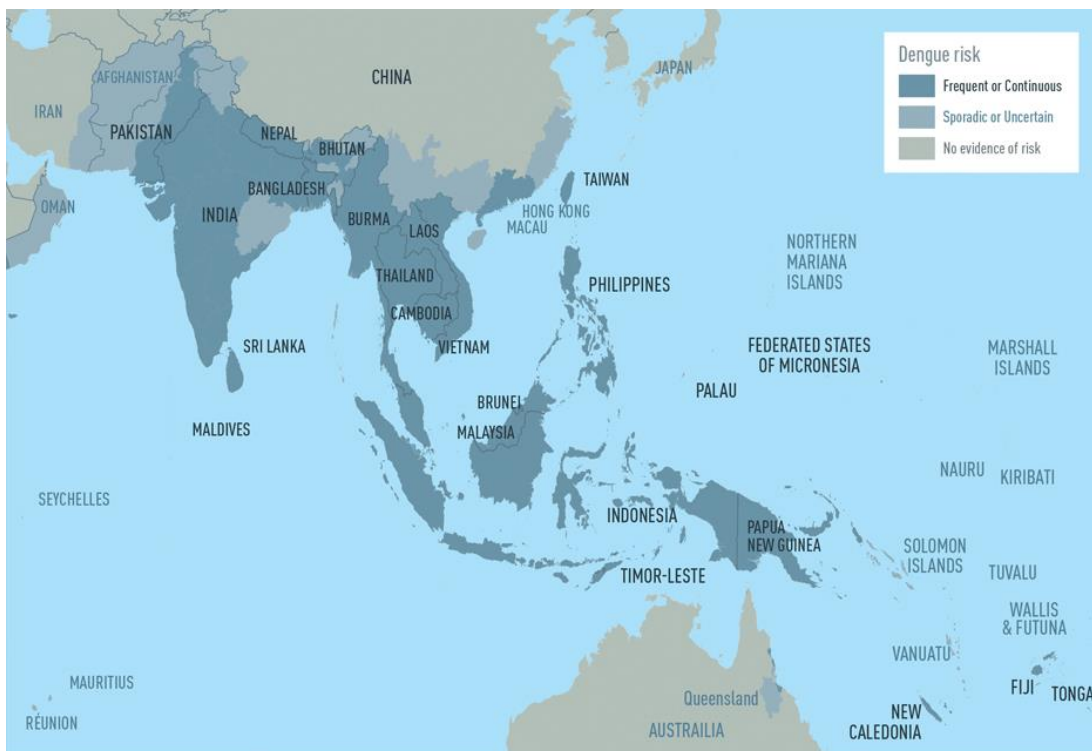 Dengue risk
Frequent or Continuous
Sporadic or Uncertain
No evidence of risk
CHINA
JAPAN
AFGHANISTAN
IRAN
PAKISTAN
NEPAL
BHUTAN
BANGLADESH
TAIWAN
OMAN
INDIA
BURMA
LAOS
HONG KONG
MACAU
NORTHERN
MARIANA
ISLANDS
THAILAND
PHILIPPINES
CAMBODIA
SRI LANKA
VIETNAM
FEDERATED STATES
OF MICRONESIA
MARSHALL
ISLANDS
PALAU
BRUNEI
MALDIVES
MALAYSIA
NAURU
KIRIBATI
SEYCHELLES
INDONESIA
PAPUA
NEW GUINEA
SOLOMON
ISLANDS
TIMOR-LESTE
TUVALU
WALLIS
& FUTUNA
VANUATU
MAURITIUS
FIJI
TONGA
Queensland
RÉUNION
AUSTRAILIA
NEW
CALEDONIA